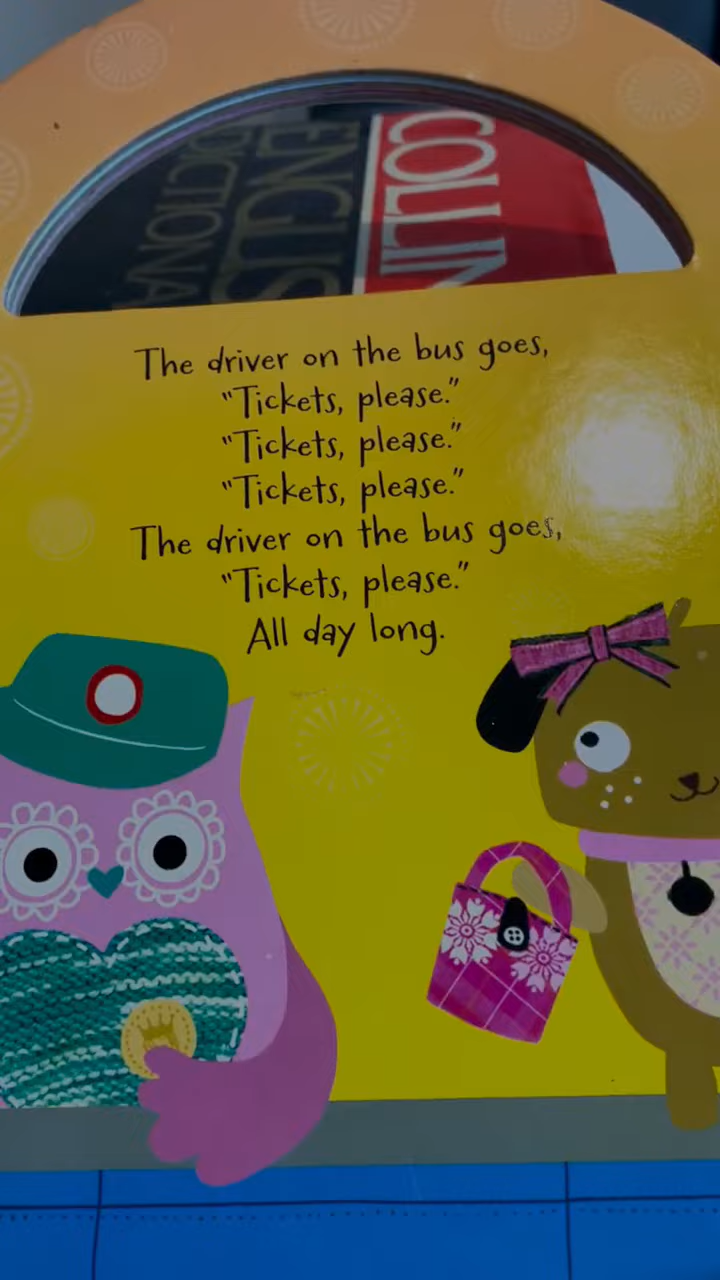 COLLIN
ENGLIS
DICTIONA
The driver on the bus goes,
"Tickets, please."
"Tickets, please."
"Tickets, please."
The driver on the bus goes,
"Tickets, please."
All day long.